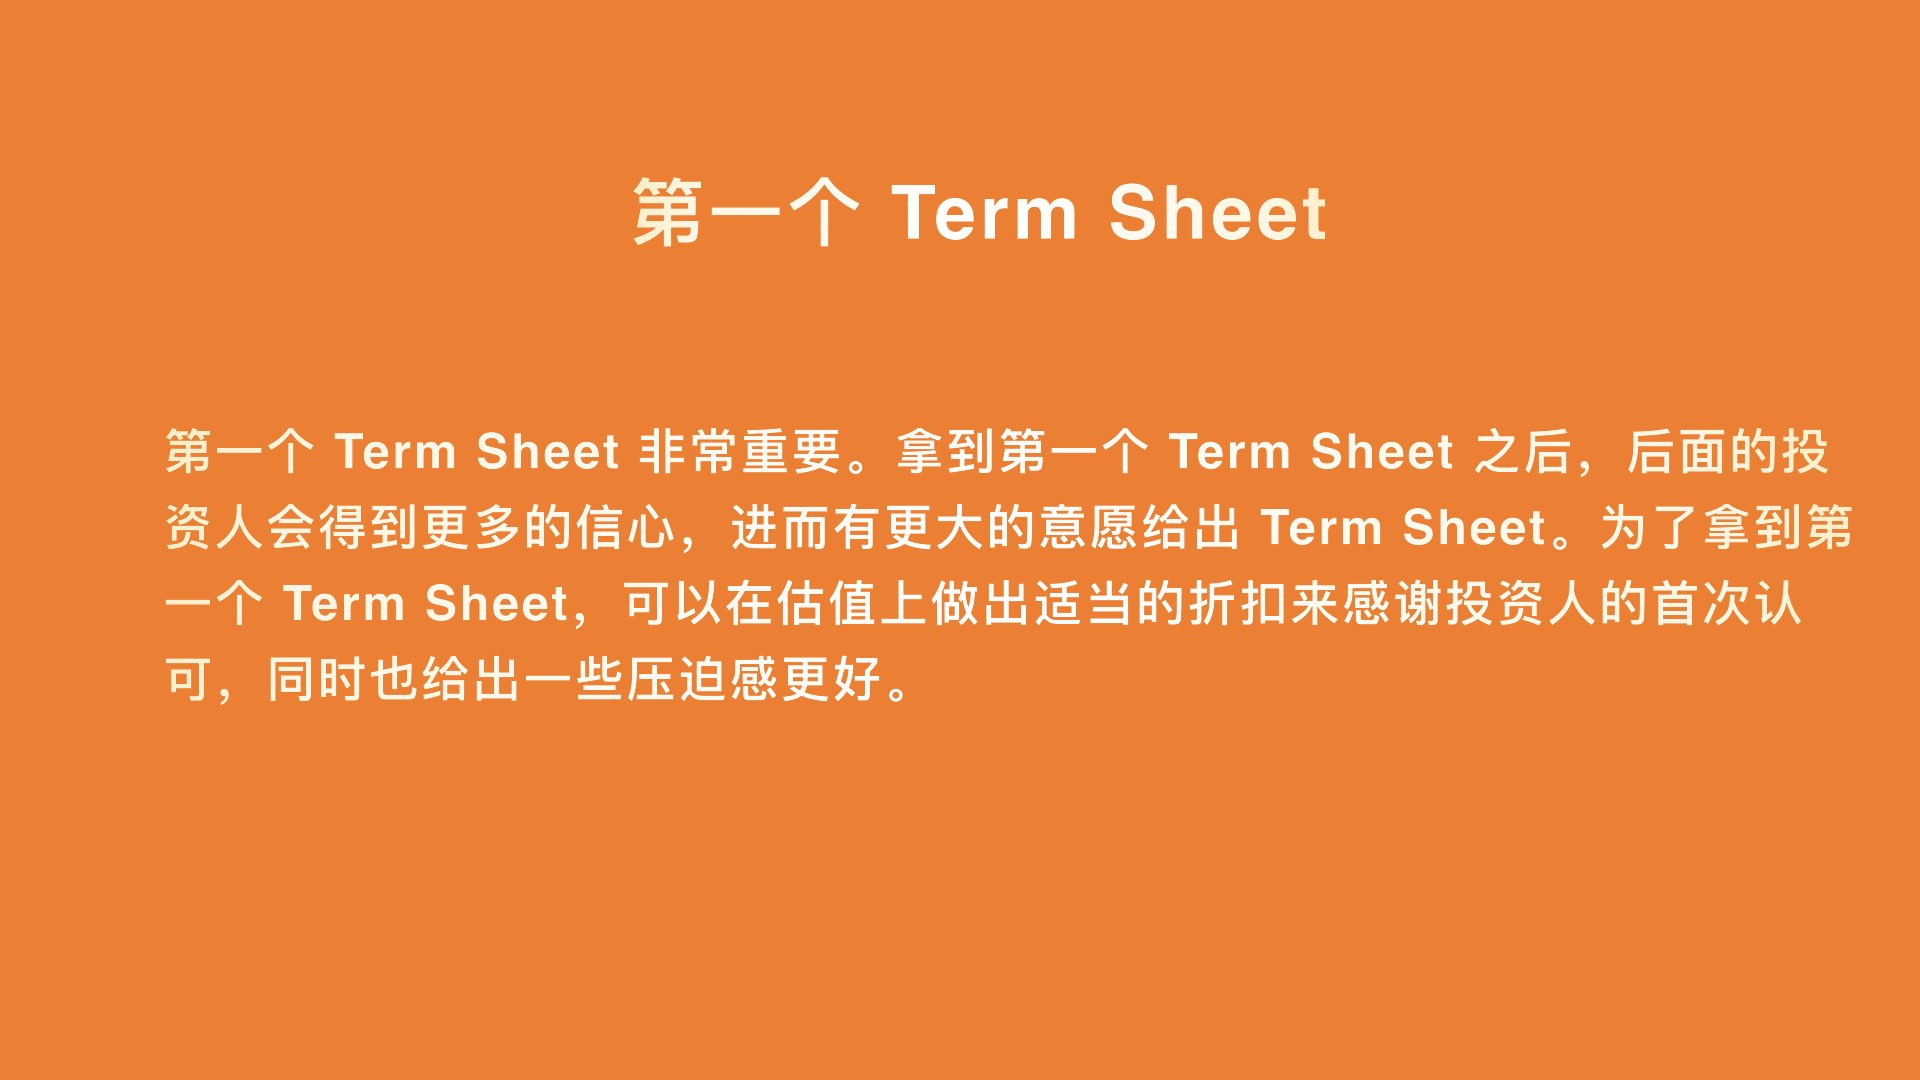 第一个 Term Sheet
第一个 Term Sheet 非常重要。拿到第一个 Term Sheet 之后，后面的投
资人会得到更多的信心，进而有更大的意愿给出 Term Sheet。为了拿到第
一个 Term Sheet，可以在估值上做出适当的折扣来感谢投资人的首次认
可，同时也给出一些压迫感更好。